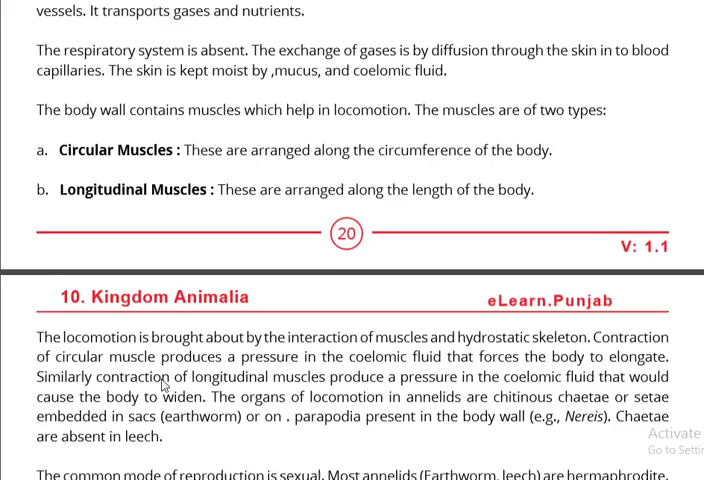 vessels. It transports gases and nutrients.
The respiratory system is absent. The exchange of gases is by diffusion through the skin in to blood
capillaries. The skin is kept moist by ,mucus, and coelomic fluid.
The body wall contains muscles which help in locomotion. The muscles are of two types:
a. Circular Muscles : These are arranged along the circumference of the body.
b. Longitudinal Muscles : These are arranged along the length of the body.
20
V: 1.1
10. Kingdom Animalia
eLearn.Punjab
The locomotion is brought about by the interaction of muscles and hydrostatic skeleton. Contraction
of circular muscle produces a pressure in the coelomic fluid that forces the body to elongate.
Similarly contraction of longitudinal muscles produce a pressure in the coelomic fluid that would
cause the body to widen. The organs of locomotion in annelids are chitinous chaetae or setae
embedded in sacs (earthworm) or on . parapodia present in the body wall (e.g., Nereis). Chaetae
are absent in leech.
Activate
Go to Settin
The common mode of reproduction is sexual. Most annelids (Earthworm, leech) are hermaphrodite.